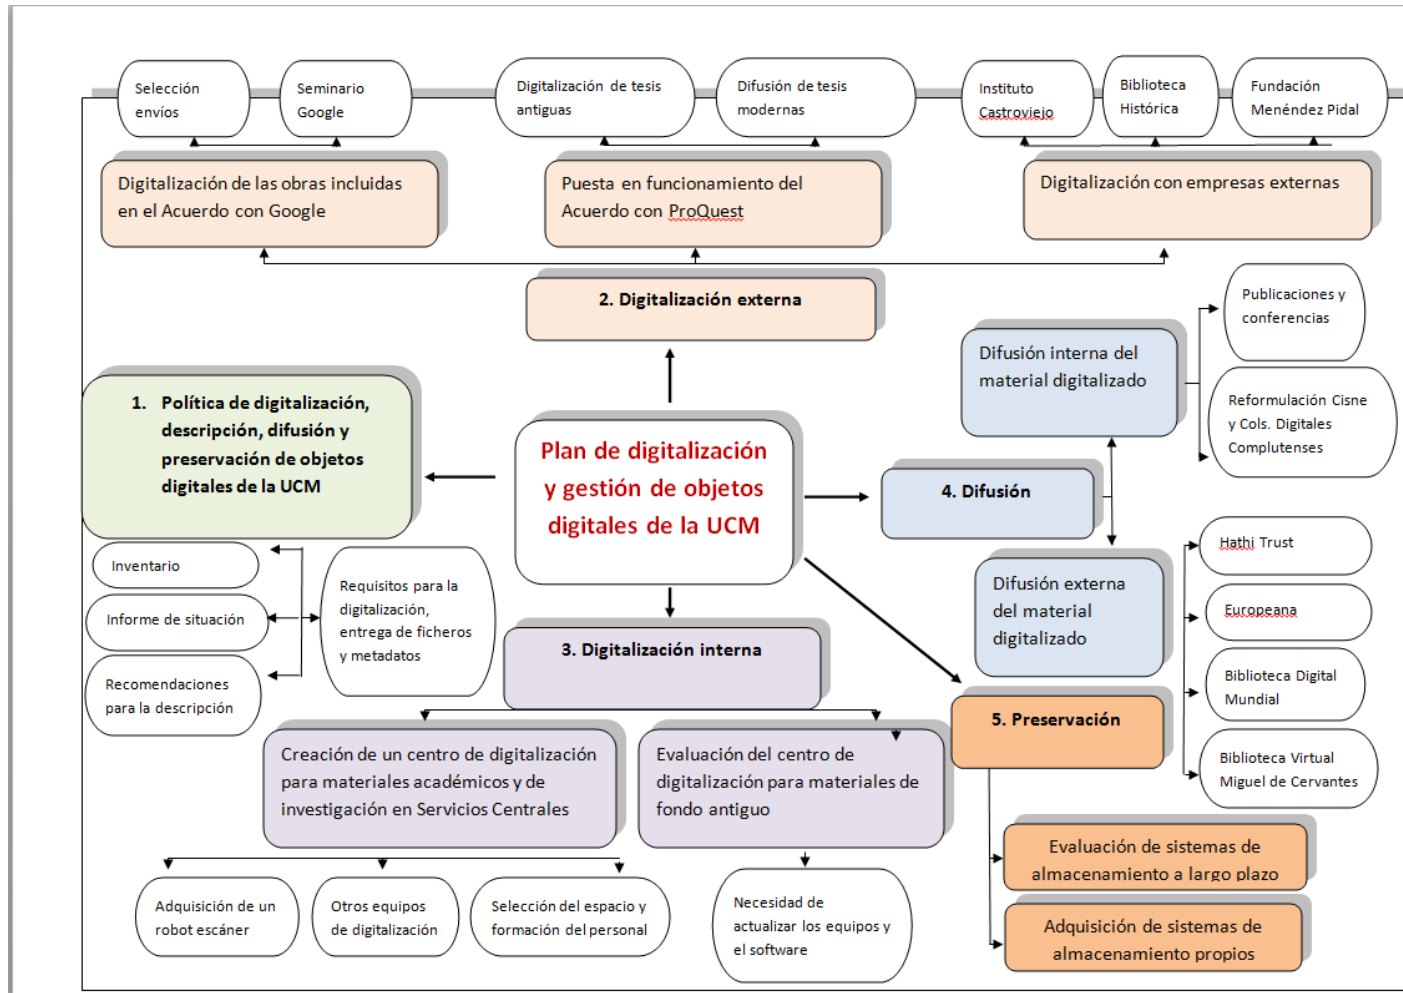 Selección
envíos
Seminario
Google
Digitalización de tesis
antiguas
Difusión de tesis
modernas
Instituto
Castroviejo
Biblioteca
Histórica
Fundación
Menéndez Pidal
Digitalización de las obras incluidas
en el Acuerdo con Google
Puesta en funcionamiento del
Acuerdo con ProQuest
Digitalización con empresas externas
2. Digitalización externa
Publicaciones y
conferencias
Difusión interna del
material digitalizado
Reformulación Cisne
y Cols. Digitales
Complutenses
1. Política de digitalización,
descripción, difusión y
preservación de objetos
digitales de la UCM
Plan de digitalización
y gestión de objetos
digitales de la UCM
4. Difusión
Inventario
Informe de situación
Recomendaciones
para la descripción
Requisitos para la
digitalización,
entrega de ficheros
y metadatos
Difusión externa
del material
digitalizado
Hathi Trust
Europeana
Biblioteca Digital
Mundial
Biblioteca Virtual
Miguel de Cervantes
3. Digitalización interna
5. Preservación
Creación de un centro de digitalización
para materiales académicos y de
investigación en Servicios Centrales
Evaluación del centro de
digitalización para materiales de
fondo antiguo
Evaluación de sistemas de
almacenamiento a largo plazo
Adquisición de sistemas de
almacenamiento propios
Adquisición de un
robot escáner
Otros equipos
de digitalización
Selección del espacio y
formación del personal
Necesidad de
actualizar los equipos y
el software